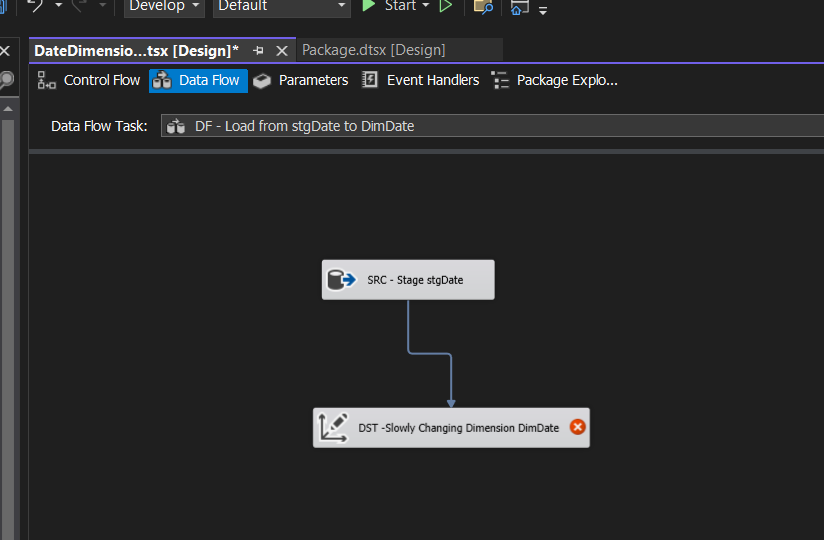 Develop Default Start
DateDimensio...tsx [Design]* Package.dtsx [Design]
Control Flow Data Flow Parameters Event Handlers Package Explo...
Data Flow Task: DF - Load from stgDate to DimDate
SRC - Stage stgDate
DST -Slowly Changing Dimension DimDate